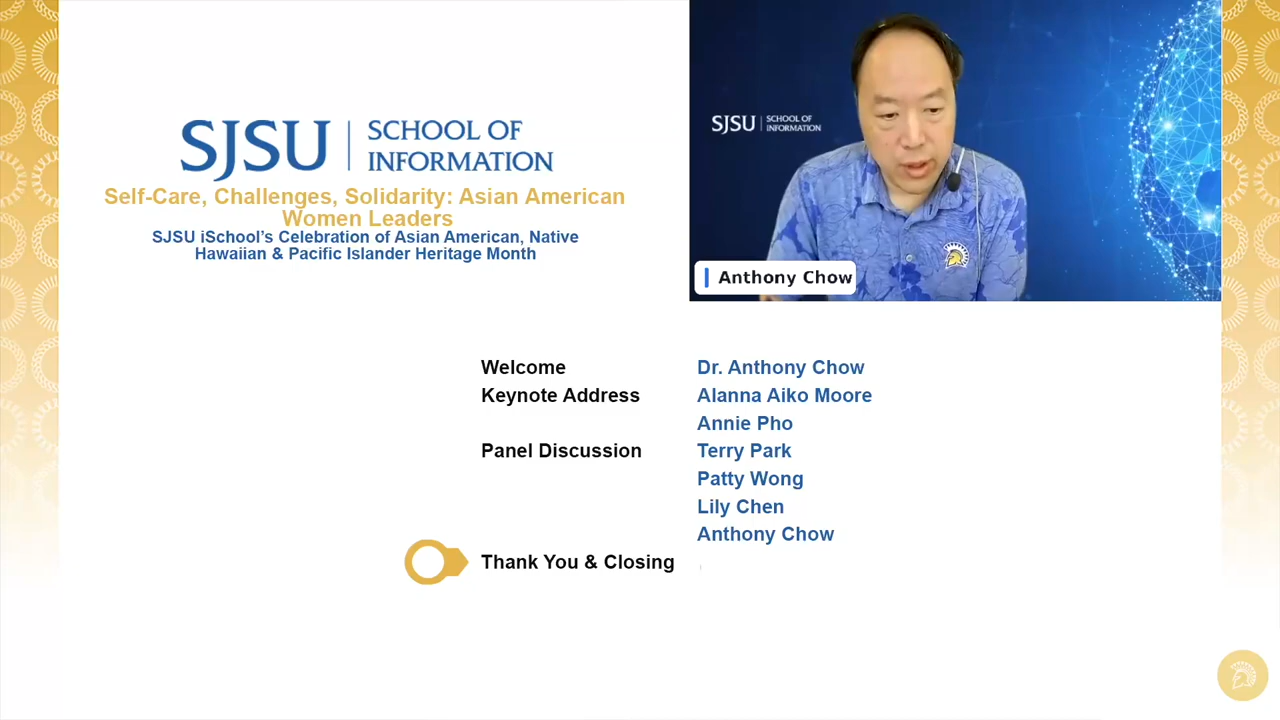 SJSU | SCHOOL OF
INFORMATION
Self-Care, Challenges, Solidarity: Asian American
Women Leaders
SJSU iSchool's Celebration of Asian American, Native
Hawaiian & Pacific Islander Heritage Month
SJSU | SCHOOL OF
INFORMATION
Anthony Chow
Welcome Dr. Anthony Chow
Keynote Address Alanna Aiko Moore
Annie Pho
Panel Discussion Terry Park
Patty Wong
Lily Chen
Anthony Chow
Thank You & Closing